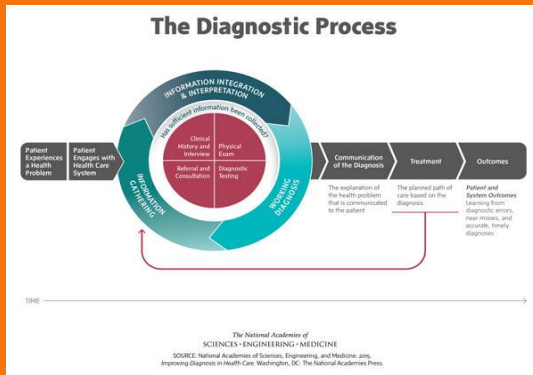 The Diagnostic Process
Patient
Experiences
a Health
Problem
Patient
Engages with
Health Care
System
INFORMATION INTEGRATION
& INTERPRETATION
Has sufficient information been collected?
Clinical
History and
Interview
Physical
Exam
Referral and
Consultation
Diagnostic
Testing
INFORMATION
GATHERING
WORKING
DIAGNOSIS
Communication
of the Diagnosis
The explanation of
the health problem
that is communicated
to the patient
Treatment
The planned path of
care based on the
diagnosis
Outcomes
Patient and
System Outcomes
Learning from
diagnostic errors,
near misses, and
accurate, timely
diagnoses
TIME
The National Academies of
SCIENCES • ENGINEERING • MEDICINE
SOURCE: National Academies of Sciences, Engineering, and Medicine. 2015.
Improving Diagnosis in Health Care. Washington, DC: The National Academies Press.